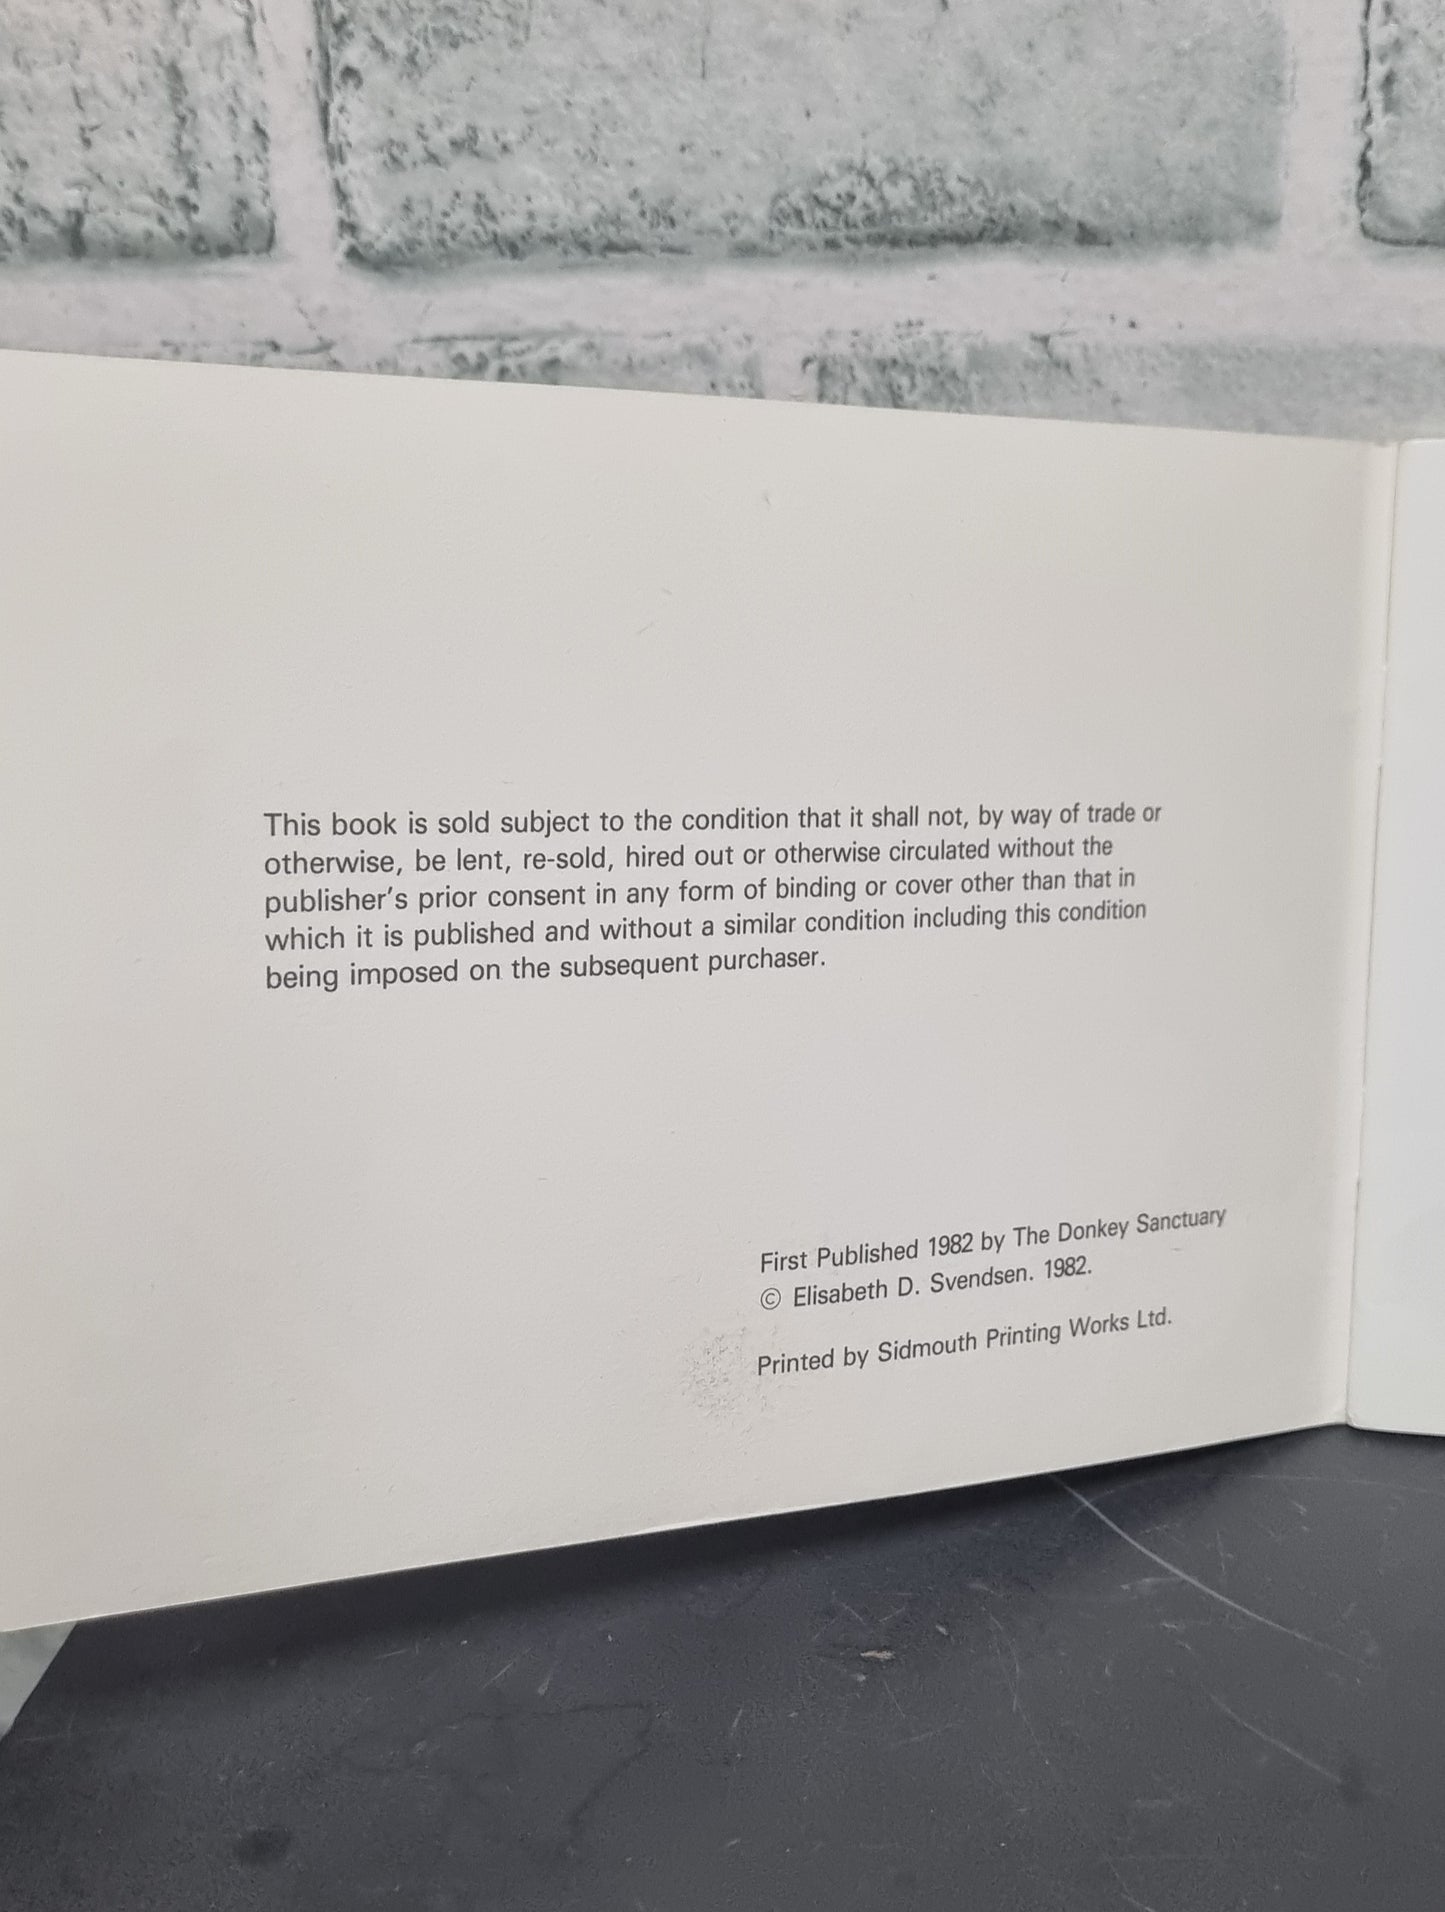 This book is sold subject to the condition that it shall not, by way of trade or
otherwise, be lent, re-sold, hired out or otherwise circulated without the
publisher's prior consent in any form of binding or cover other than that in
which it is published and without a similar condition including this condition
being imposed on the subsequent purchaser.
First Published 1982 by The Donkey Sanctuary
© Elisabeth D. Svendsen. 1982.
Printed by Sidmouth Printing Works Ltd.